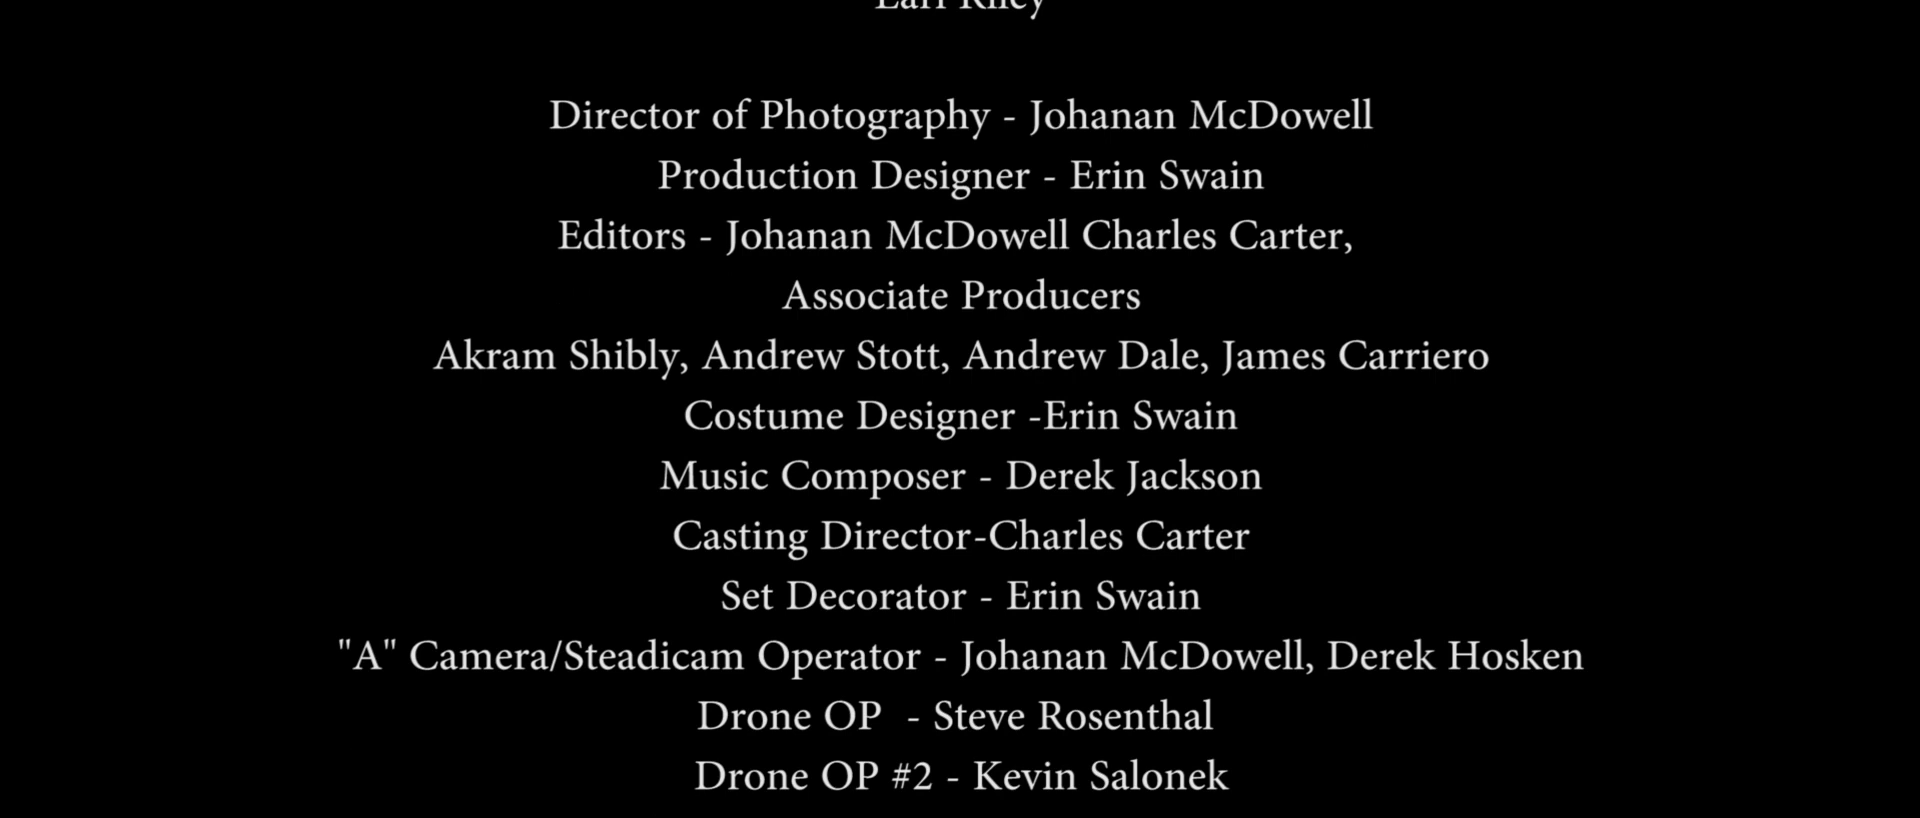 Director of Photography - Johanan McDowell
Production Designer - Erin Swain
Editors - Johanan McDowell Charles Carter,
Associate Producers
Akram Shibly, Andrew Stott, Andrew Dale, James Carriero
Costume Designer -Erin Swain
Music Composer - Derek Jackson
Casting Director-Charles Carter
Set Decorator - Erin Swain
"A" Camera/Steadicam Operator - Johanan McDowell, Derek Hosken
Drone OP  - Steve Rosenthal
Drone OP #2 - Kevin Salonek